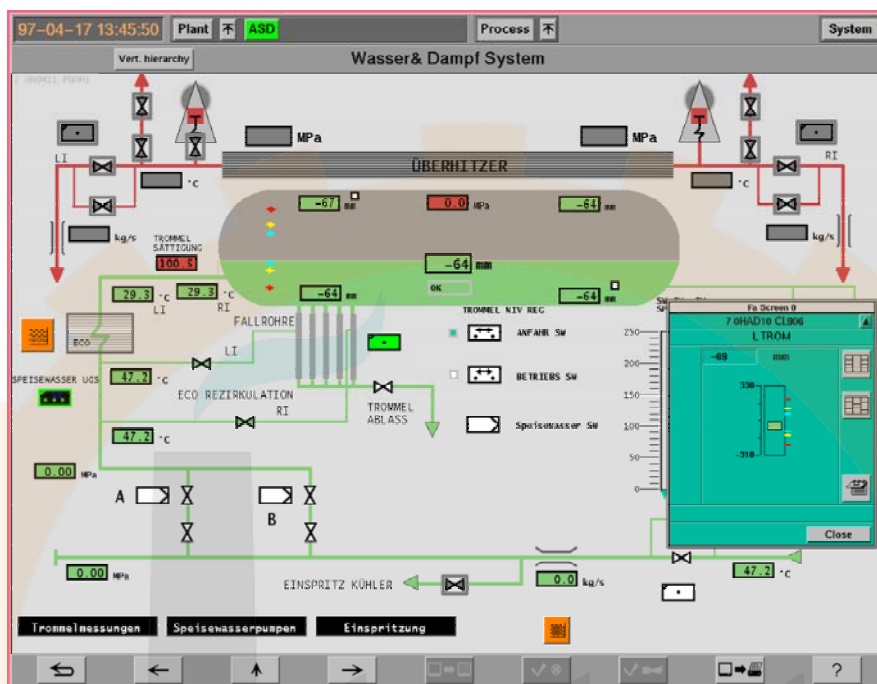 97-04-17 13:45:50 Plant ASD Process System
Vert. hierarchy Wasser& Dampf System
MPa MPa
LI RI
ÜBERHITZER
°C °C
-67 mm 0.0 MPa -64 mm
kg/s kg/s
TROMMEL
SÄTTIGUNG
100.5
-64 mm
OK
29.3 29.3 °C
LI RI
-64 mm -64 mm
TROMMEL NIV REG
FALLROHRE
ANFAHR SW
ECO
LI
BETRIEBS SW
47.2 °C
SPEISEWASSER UGS
ECO REZIRKULATION
RI
TROMMEL
ABLASS
Speisewasser SW
47.2 °C
250
200
150
100
50
0
Fa Screen 0
7 0HAD10 CL906
L TROM
-69 mm
330
-310
Close
0.00 MPa
A B
0.00 MPa
EINSPRITZ KÜHLER
0.0 kg/s
47.2 °C
Trommelmessungen Speisewasserpumpen Einspritzung
?